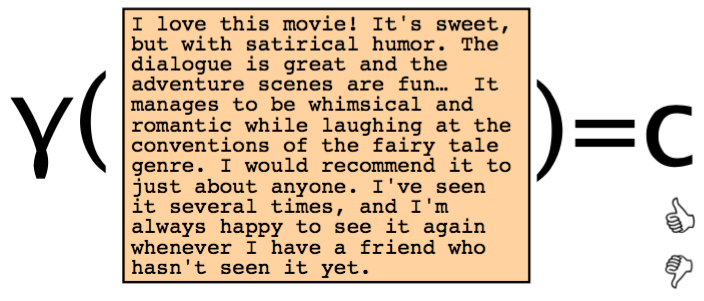 γ(
I love this movie! It's sweet,
but with satirical humor. The
dialogue is great and the
adventure scenes are fun… It
manages to be whimsical and
romantic while laughing at the
conventions of the fairy tale
genre. I would recommend it to
just about anyone. I've seen
it several times, and I'm
always happy to see it again
whenever I have a friend who
hasn't seen it yet.
)=c